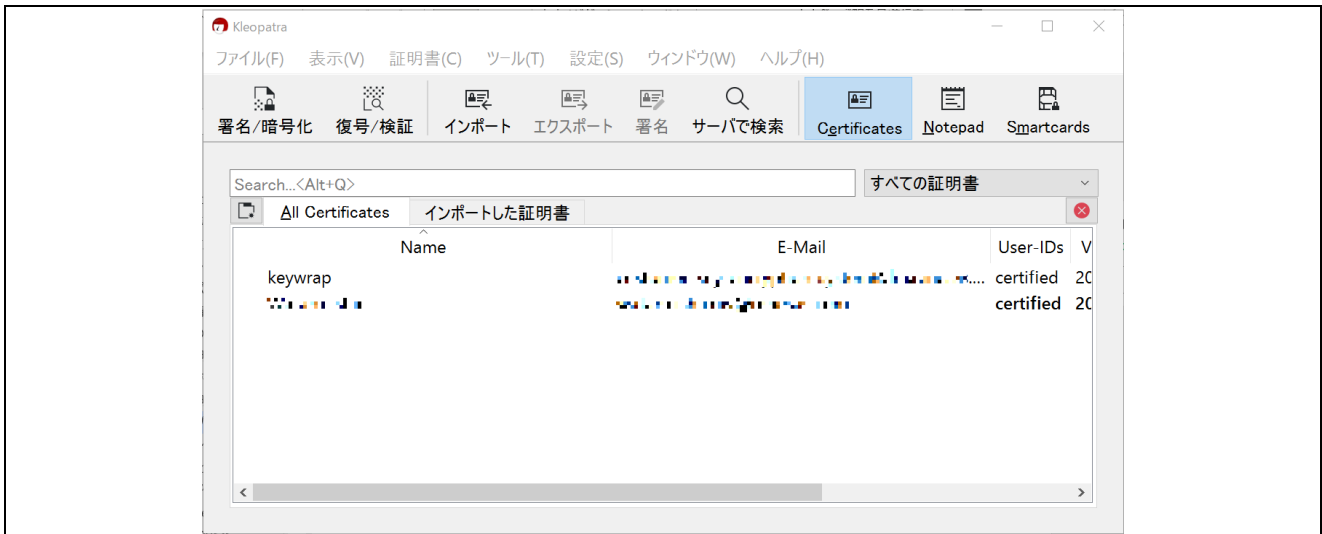 Kleopatra
ファイル(F) 表示(V) 証明書(C) ツール(T) 設定(S) ウィンドウ(W) ヘルプ(H)
署名/暗号化 復号/検証 インポート エクスポート 署名 サーバで検索 Certificates Notepad Smartcards
Search...<Alt+Q> すべての証明書
All Certificates インポートした証明書
Name E-Mail User-IDs V
keywrap certified 20
certified 20